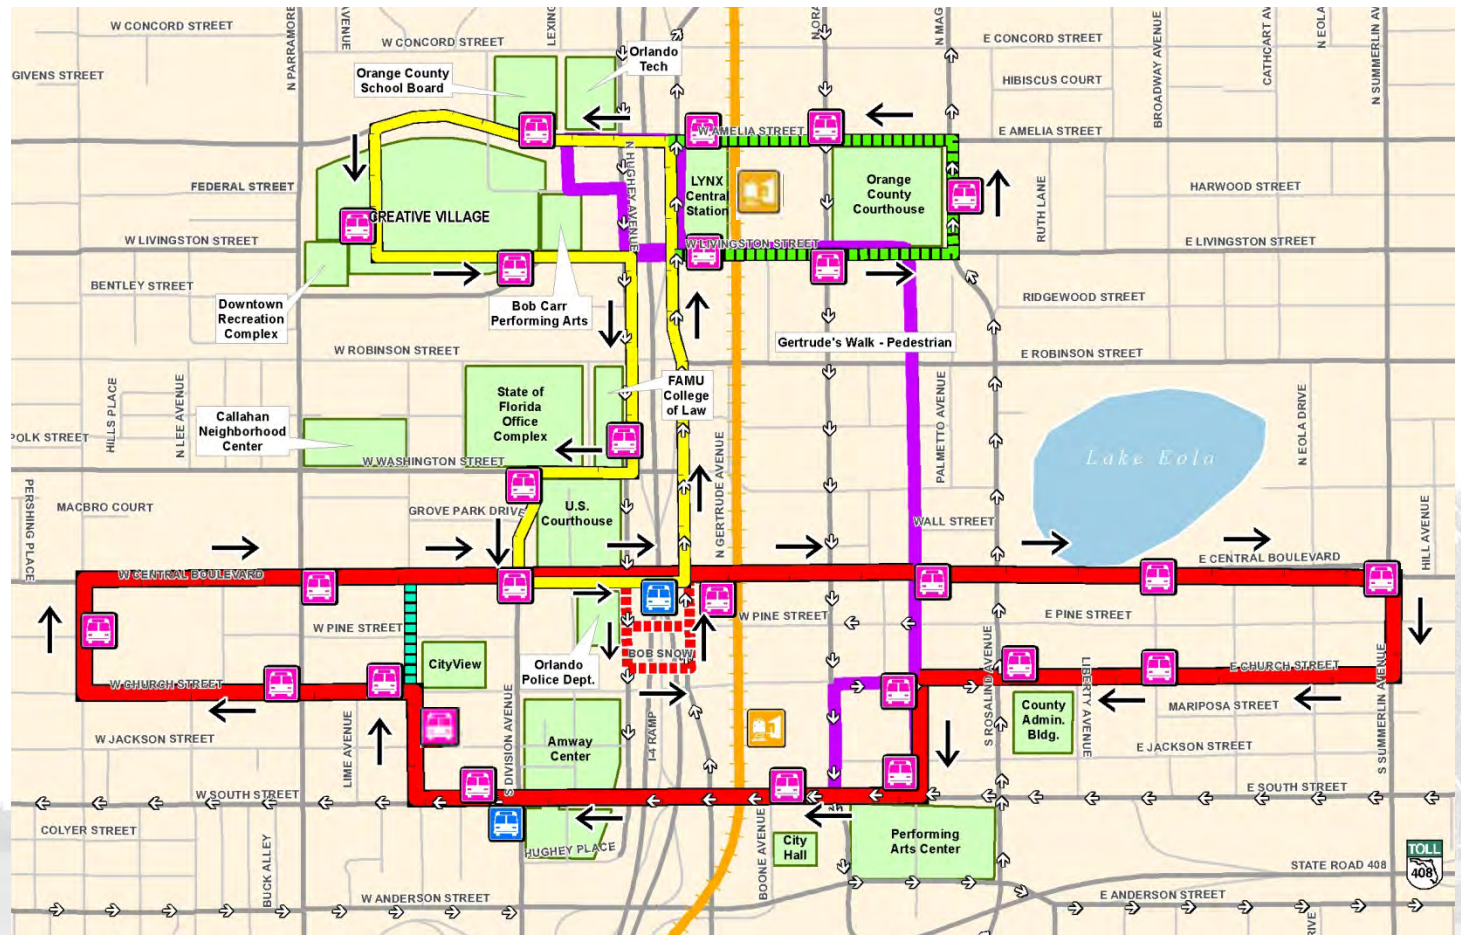 W CONCORD STREET
W CONCORD STREET
E CONCORD STREET
GIVENS STREET
N PARRAMORE
AVENUE
Orlando
Tech
Orange County
School Board
HIBISCUS COURT
BROADWAY AVENUE
N SUMMERLIN AV
W AMELIA STREET
E AMELIA STREET
N HUGHEY AVENUE
FEDERAL STREET
LYNX
Central
Station
Orange
County
Courthouse
RUTH LANE
HARWOOD STREET
CREATIVE VILLAGE
W LIVINGSTON STREET
W LIVINGSTON STREET
E LIVINGSTON STREET
BENTLEY STREET
Downtown
Recreation
Complex
Bob Carr
Performing Arts
RIDGEWOOD STREET
Gertrude's Walk - Pedestrian
W ROBINSON STREET
E ROBINSON STREET
HILLS PLACE
N LEE AVENUE
State of
Florida
Office
Complex
FAMU
College
of Law
PALMETTO AVENUE
N EOLA DRIVE
Callahan
Neighborhood
Center
POLK STREET
W WASHINGTON STREET
N GERTRUDE AVENUE
Lake Eola
PERSHING PLACE
MACBRO COURT
GROVE PARK DRIVE
U.S.
Courthouse
WALL STREET
HILL AVENUE
E CENTRAL BOULEVARD
W CENTRAL BOULEVARD
W PINE STREET
W PINE STREET
E PINE STREET
CityView
Orlando
Police Dept.
BOB SNOW
W CHURCH STREET
E CHURCH STREET
S ROSALIND AVENUE
LIBERTY AVENUE
County
Admin.
Bldg.
MARIPOSA STREET
S SUMMERLIN AVENUE
W JACKSON STREET
LIME AVENUE
S DIVISION AVENUE
Amway
Center
I-4 RAMP
E JACKSON STREET
W SOUTH STREET
E SOUTH STREET
COLYER STREET
BUCK ALLEY
HUGHEY PLACE
BOONE AVENUE
City
Hall
Performing
Arts Center
STATE ROAD 408
TOLL
408
W ANDERSON STREET
E ANDERSON STREET